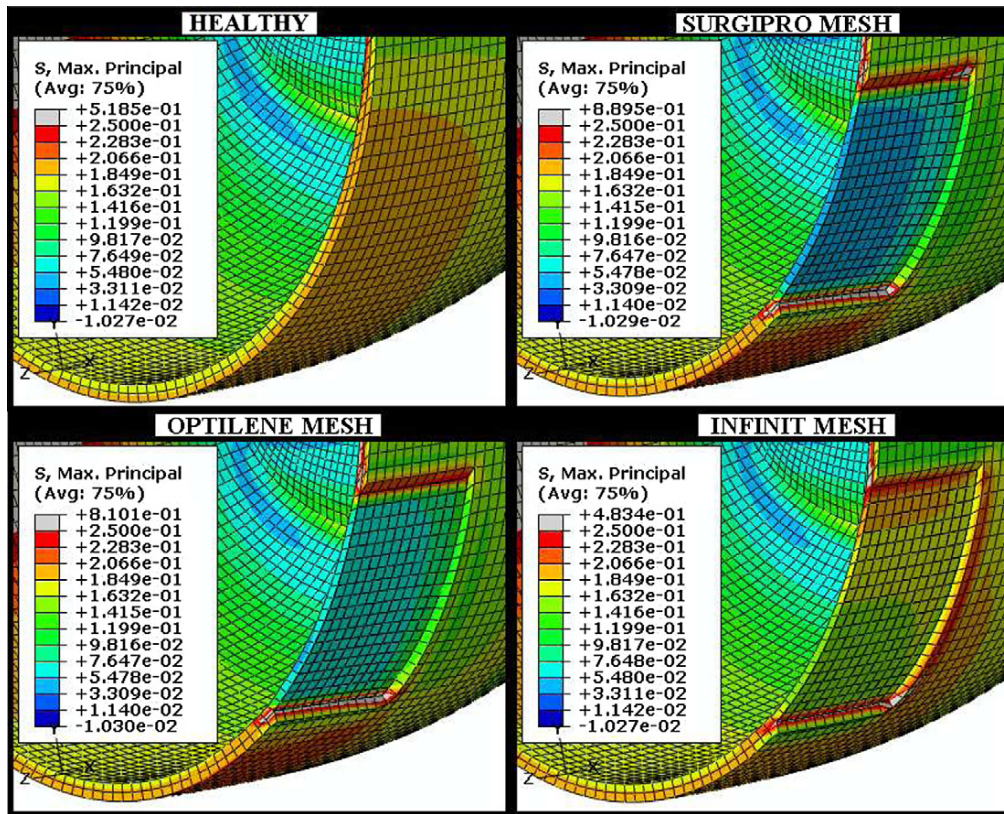 HEALTHY
S, Max. Principal
(Avg: 75%)
+5.185e-01
+2.500e-01
+2.283e-01
+2.066e-01
+1.849e-01
+1.632e-01
+1.416e-01
+1.199e-01
+9.817e-02
+7.649e-02
+5.480e-02
+3.311e-02
+1.142e-02
-1.027e-02
Z
X
SURGIPRO MESH
S, Max. Principal
(Avg: 75%)
+8.895e-01
+2.500e-01
+2.283e-01
+2.066e-01
+1.849e-01
+1.632e-01
+1.415e-01
+1.199e-01
+9.816e-02
+7.647e-02
+5.478e-02
+3.309e-02
+1.140e-02
-1.029e-02
Z
X
OPTILENE MESH
S, Max. Principal
(Avg: 75%)
+8.101e-01
+2.500e-01
+2.283e-01
+2.066e-01
+1.849e-01
+1.632e-01
+1.415e-01
+1.199e-01
+9.816e-02
+7.647e-02
+5.478e-02
+3.309e-02
+1.140e-02
-1.030e-02
Z
X
INFINIT MESH
S, Max. Principal
(Avg: 75%)
+4.834e-01
+2.500e-01
+2.283e-01
+2.066e-01
+1.849e-01
+1.632e-01
+1.416e-01
+1.199e-01
+9.817e-02
+7.648e-02
+5.480e-02
+3.311e-02
+1.142e-02
-1.027e-02
Z
X